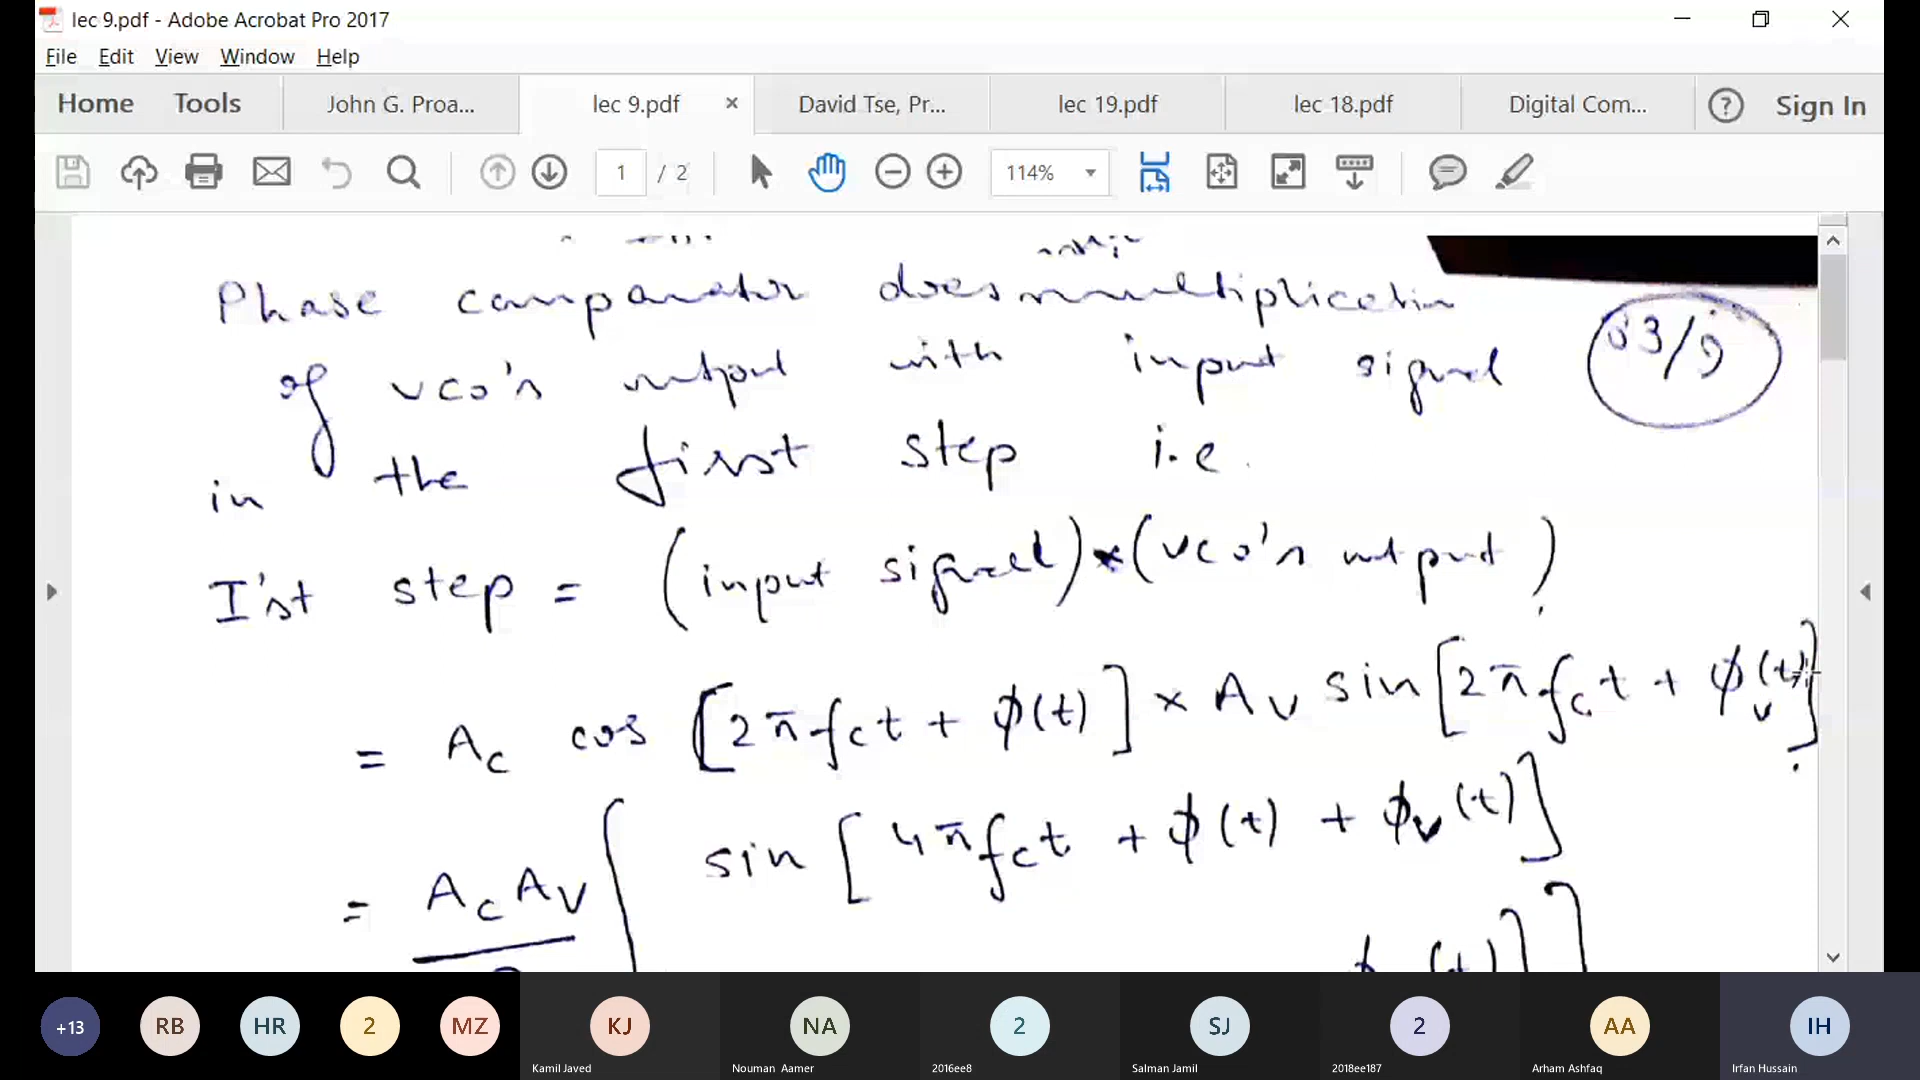 lec 9.pdf - Adobe Acrobat Pro 2017
File Edit View Window Help
Home Tools John G. Proa... lec 9.pdf × David Tse, Pr... lec 19.pdf lec 18.pdf Digital Com... ? Sign In
1 / 2 114%
Phase comparator does multiplication
of VCO's output with input signal
in the first step i.e.
03/9
I'st step = (input signal) × (VCO's output)
= Ac cos [2πfct + φ(t)] × Av sin [2πfct + φv(t)]
= AcAv [ sin [4πfct + φ(t) + φv(t)]
(t)]]
+13 RB HR 2 MZ KJ NA 2 SJ 2 AA IH
Kamil Javed Nouman Aamer 2016ee8 Salman Jamil 2018ee187 Arham Ashfaq Irfan Hussain